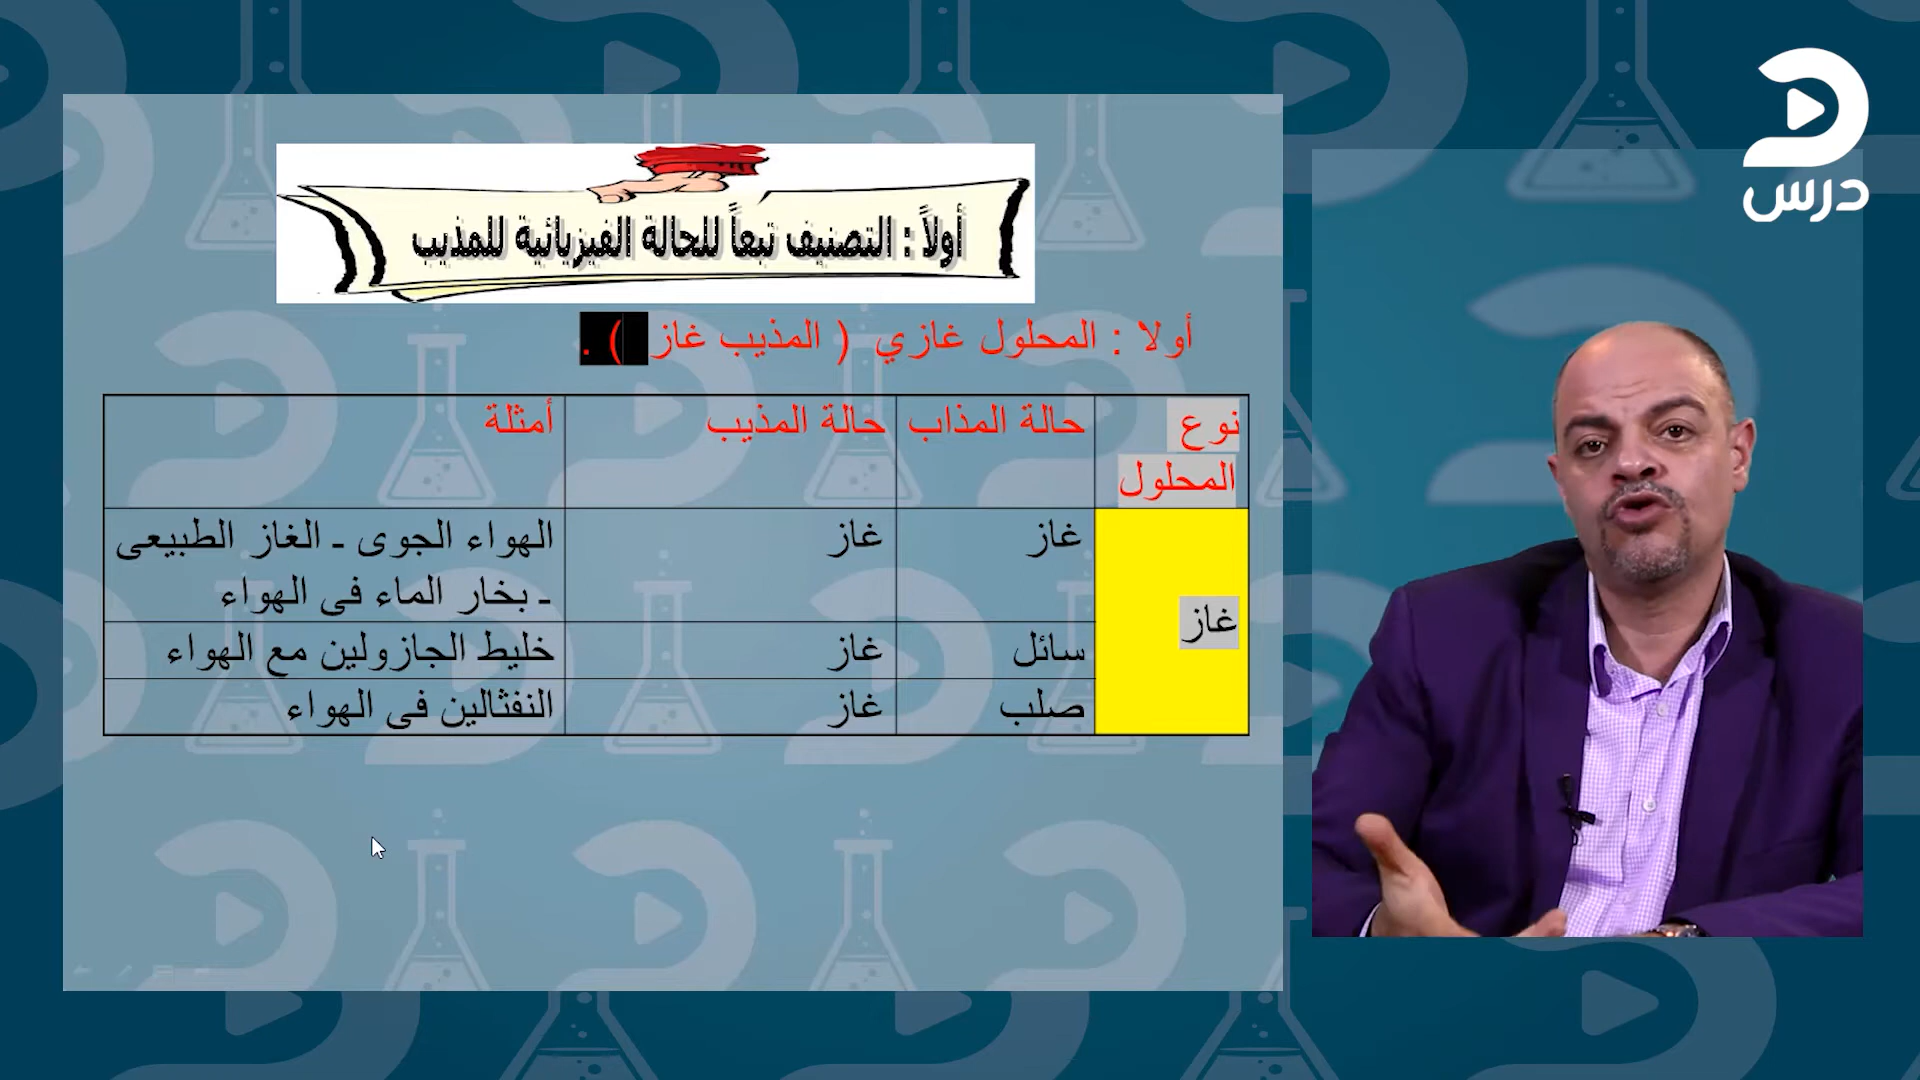 درس
أولاً : التصنيف تبعاً للحالة الفيزيائية للمذيب
أولا : المحلول غازي ( المذيب غاز ) .
نوع المحلول	حالة المذاب	حالة المذيب	أمثلة
غاز	غاز	غاز	الهواء الجوى - الغاز الطبيعى
- بخار الماء فى الهواء
سائل	غاز	خليط الجازولين مع الهواء
صلب	غاز	النفثالين فى الهواء